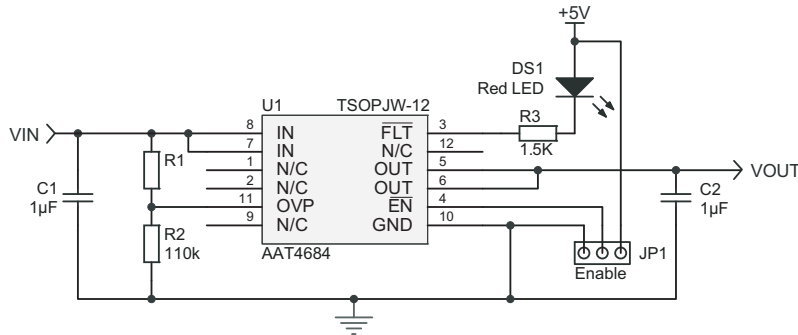 +5V
DS1
Red LED
U1 TSOPJW-12
R3
1.5K
VIN
8 IN FLT 3
7 IN N/C 12
1 N/C OUT 5
2 N/C OUT 6
11 OVP EN 4
9 N/C GND 10
AAT4684
R1
R2
110k
C1
1µF
VOUT
C2
1µF
JP1
Enable